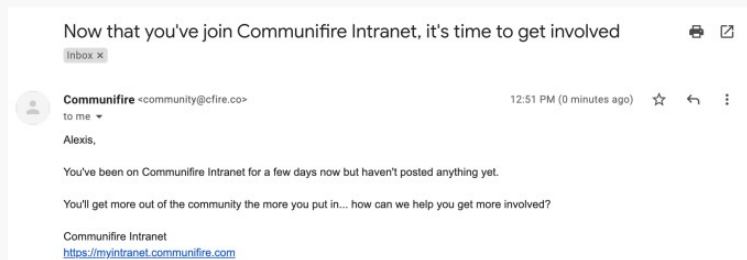 Now that you've join Communifire Intranet, it's time to get involved
Inbox ×
Communifire <community@cfire.co>
12:51 PM (0 minutes ago)
to me
Alexis,
You've been on Communifire Intranet for a few days now but haven't posted anything yet.
You'll get more out of the community the more you put in... how can we help you get more involved?
Communifire Intranet
https://myintranet.communifire.com